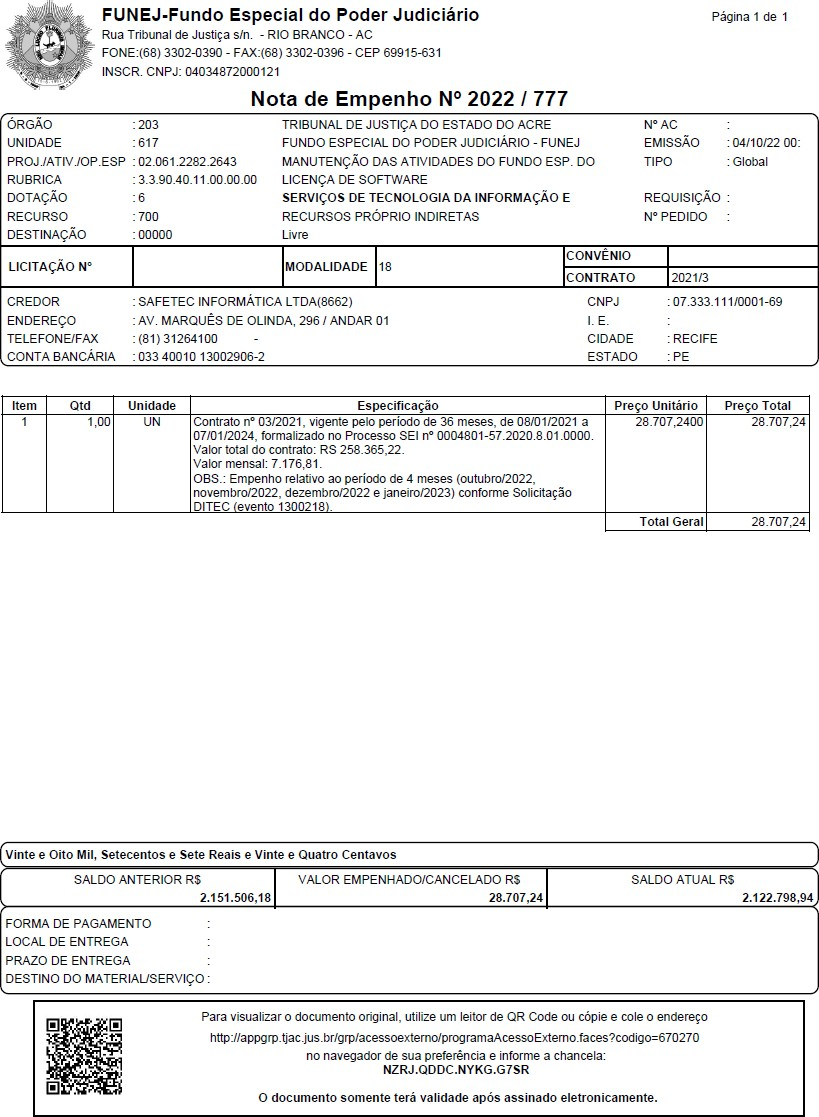 FUNEJ-Fundo Especial do Poder Judiciário
Página 1 de 1
Rua Tribunal de Justiça s/n. - RIO BRANCO - AC
FONE:(68) 3302-0390 - FAX:(68) 3302-0396 - CEP 69915-631
INSCR. CNPJ: 04034872000121
Nota de Empenho Nº 2022 / 777
ÓRGÃO : 203 TRIBUNAL DE JUSTIÇA DO ESTADO DO ACRE Nº AC :
UNIDADE : 617 FUNDO ESPECIAL DO PODER JUDICIÁRIO - FUNEJ EMISSÃO : 04/10/22 00:
PROJ./ATIV./OP.ESP : 02.061.2282.2643 MANUTENÇÃO DAS ATIVIDADES DO FUNDO ESP. DO TIPO : Global
RUBRICA : 3.3.90.40.11.00.00.00 LICENÇA DE SOFTWARE
DOTAÇÃO : 6 SERVIÇOS DE TECNOLOGIA DA INFORMAÇÃO E REQUISIÇÃO :
RECURSO : 700 RECURSOS PRÓPRIO INDIRETAS Nº PEDIDO :
DESTINAÇÃO : 00000 Livre
LICITAÇÃO Nº MODALIDADE 18 CONVÊNIO
CONTRATO 2021/3
CREDOR : SAFETEC INFORMÁTICA LTDA(8662) CNPJ : 07.333.111/0001-69
ENDEREÇO : AV. MARQUÊS DE OLINDA, 296 / ANDAR 01 I. E. :
TELEFONE/FAX : (81) 31264100 - CIDADE : RECIFE
CONTA BANCÁRIA : 033 40010 13002906-2 ESTADO : PE
Item Qtd Unidade Especificação Preço Unitário Preço Total
1 1,00 UN Contrato nº 03/2021, vigente pelo período de 36 meses, de 08/01/2021 a 28.707,2400 28.707,24
07/01/2024, formalizado no Processo SEI nº 0004801-57.2020.8.01.0000.
Valor total do contrato: RS 258.365,22.
Valor mensal: 7.176,81.
OBS.: Empenho relativo ao período de 4 meses (outubro/2022,
novembro/2022, dezembro/2022 e janeiro/2023) conforme Solicitação
DITEC (evento 1300218).
Total Geral 28.707,24
Vinte e Oito Mil, Setecentos e Sete Reais e Vinte e Quatro Centavos
SALDO ANTERIOR R$ VALOR EMPENHADO/CANCELADO R$ SALDO ATUAL R$
2.151.506,18 28.707,24 2.122.798,94
FORMA DE PAGAMENTO :
LOCAL DE ENTREGA :
PRAZO DE ENTREGA :
DESTINO DO MATERIAL/SERVIÇO :
Para visualizar o documento original, utilize um leitor de QR Code ou cópie e cole o endereço
http://appgrp.tjac.jus.br/grp/acessoexterno/programaAcessoExterno.faces?codigo=670270
no navegador de sua preferência e informe a chancela:
NZRJ.QDDC.NYKG.G7SR
O documento somente terá validade após assinado eletronicamente.